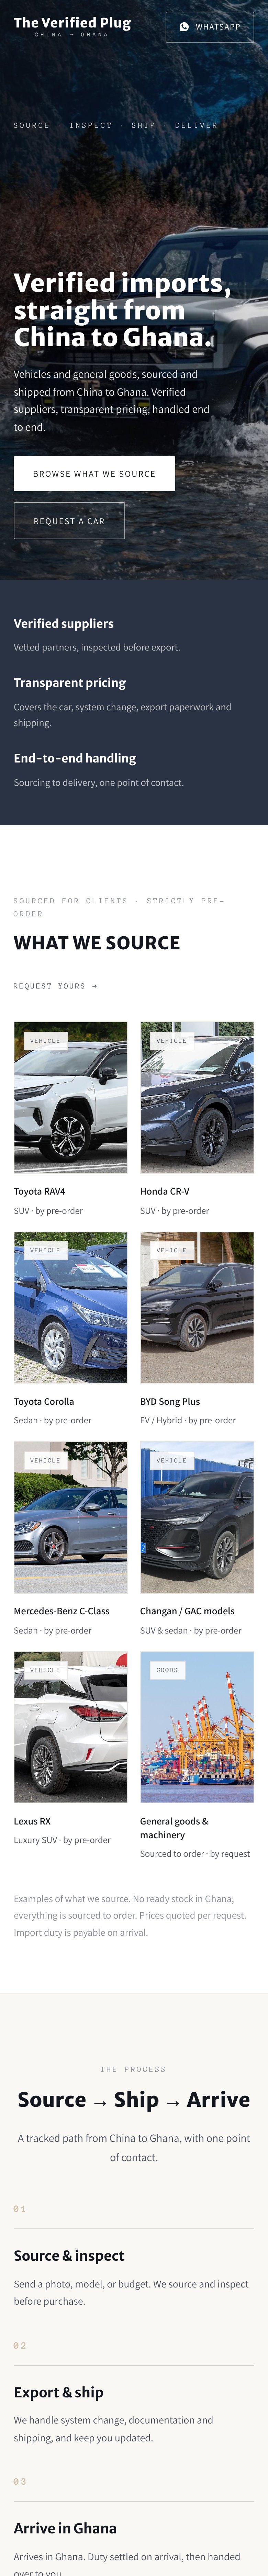 The Verified Plug
CHINA → GHANA
WHATSAPP
SOURCE · INSPECT · SHIP · DELIVER
Verified imports,
straight from
China to Ghana.
Vehicles and general goods, sourced and
shipped from China to Ghana. Verified
suppliers, transparent pricing, handled end
to end.
BROWSE WHAT WE SOURCE
REQUEST A CAR
Verified suppliers
Vetted partners, inspected before export.
Transparent pricing
Covers the car, system change, export paperwork and
shipping.
End-to-end handling
Sourcing to delivery, one point of contact.
SOURCED FOR CLIENTS · STRICTLY PRE-
ORDER
WHAT WE SOURCE
REQUEST YOURS →
VEHICLE
VEHICLE
Toyota RAV4
SUV · by pre-order
Honda CR-V
SUV · by pre-order
VEHICLE
VEHICLE
Toyota Corolla
Sedan · by pre-order
BYD Song Plus
EV / Hybrid · by pre-order
VEHICLE
VEHICLE
Mercedes-Benz C-Class
Sedan · by pre-order
Changan / GAC models
SUV & sedan · by pre-order
VEHICLE
GOODS
Lexus RX
Luxury SUV · by pre-order
General goods &
machinery
Sourced to order · by request
Examples of what we source. No ready stock in Ghana;
everything is sourced to order. Prices quoted per request.
Import duty is payable on arrival.
THE PROCESS
Source → Ship → Arrive
A tracked path from China to Ghana, with one point
of contact.
01
Source & inspect
Send a photo, model, or budget. We source and inspect
before purchase.
02
Export & ship
We handle system change, documentation and
shipping, and keep you updated.
03
Arrive in Ghana
Arrives in Ghana. Duty settled on arrival, then handed
over to you.